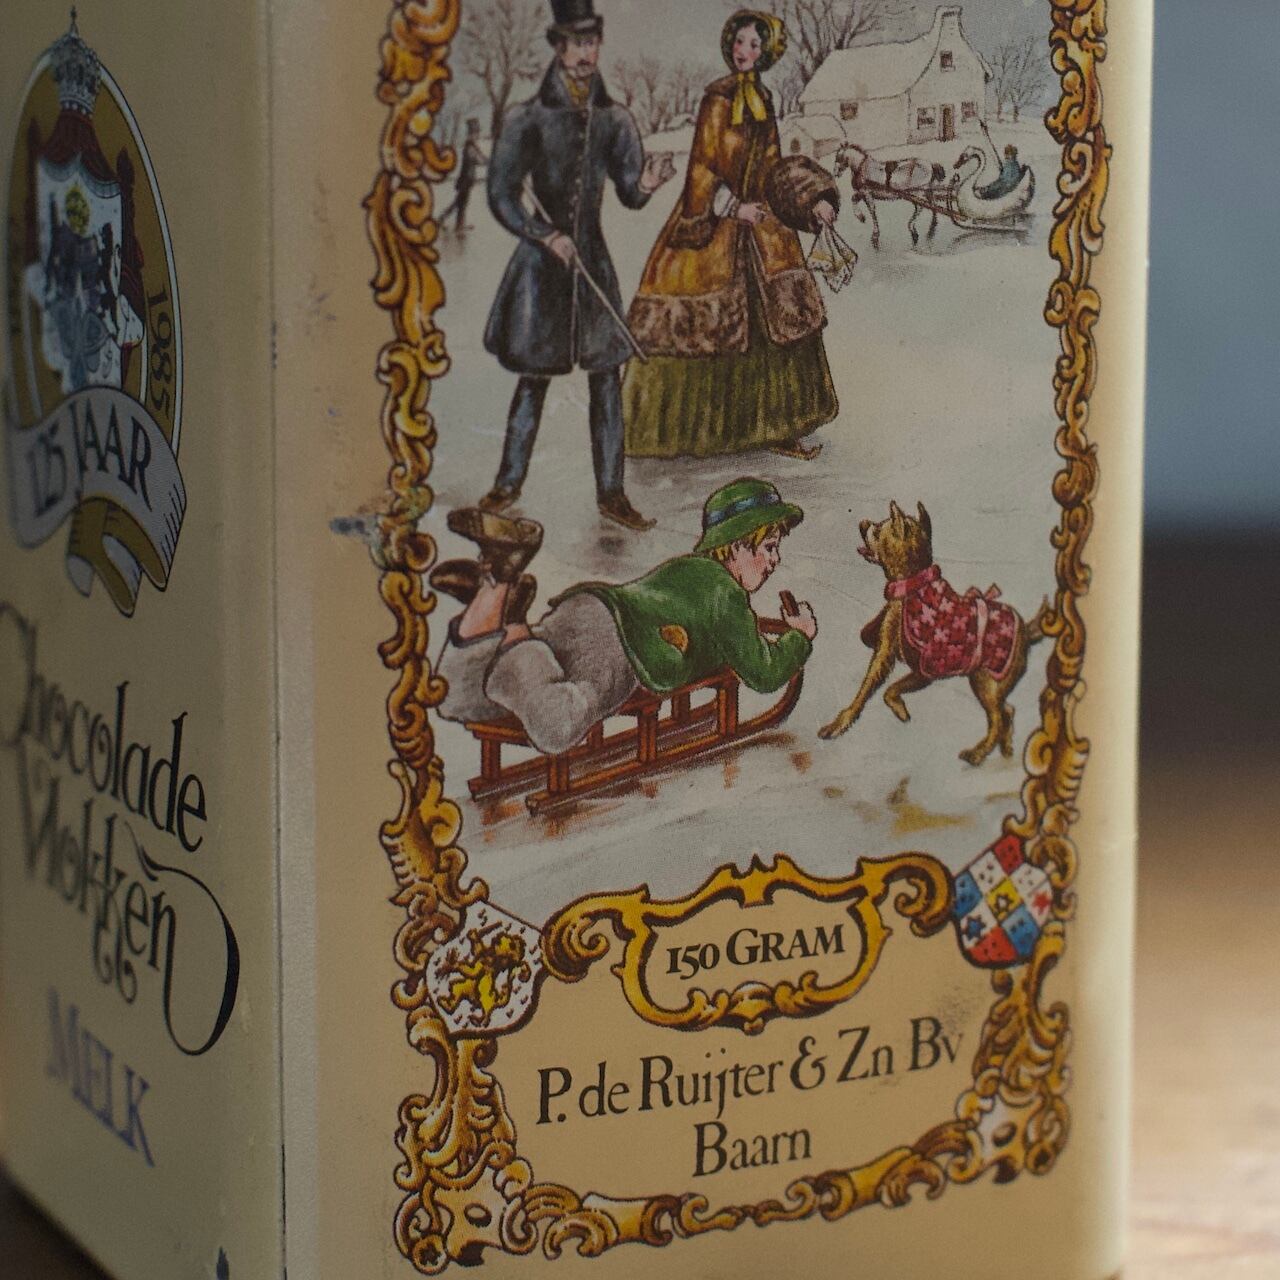 1985
125 JAAR
Chocolade
Vlokken
MELK
150 GRAM
P. de Ruijter & Zn Bv
Baarn